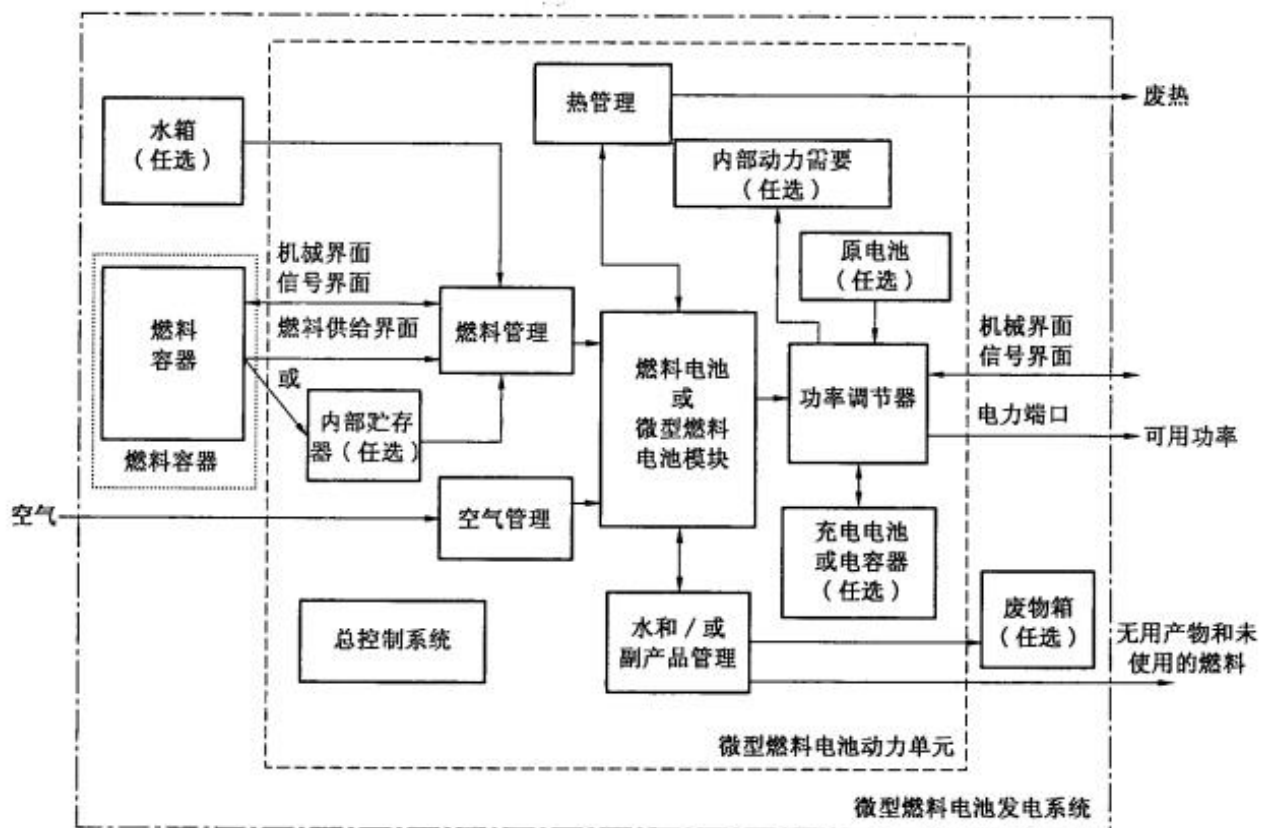 热管理
废热
水箱
（任选）
内部动力需要
（任选）
原电池
（任选）
机械界面
信号界面
燃料供给界面
或
燃料
容器
燃料容器
燃料管理
内部贮存
器（任选）
燃料电池
或
微型燃料
电池模块
功率调节器
机械界面
信号界面
电力端口
可用功率
空气
空气管理
充电电池
或电容器
（任选）
总控制系统
水和/或
副产品管理
废物箱
（任选）
无用产物和未
使用的燃料
微型燃料电池动力单元
微型燃料电池发电系统